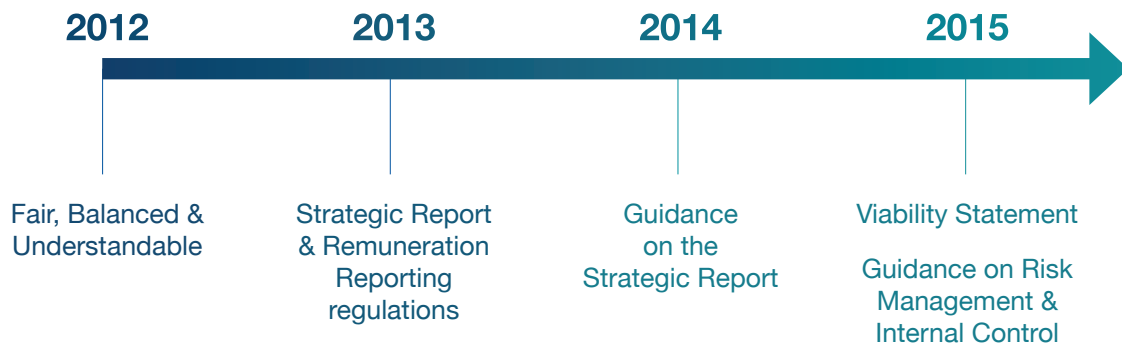 2012
2013
2014
2015
Fair, Balanced &
Understandable
Strategic Report
& Remuneration
Reporting
regulations
Guidance
on the
Strategic Report
Viability Statement
Guidance on Risk
Management &
Internal Control